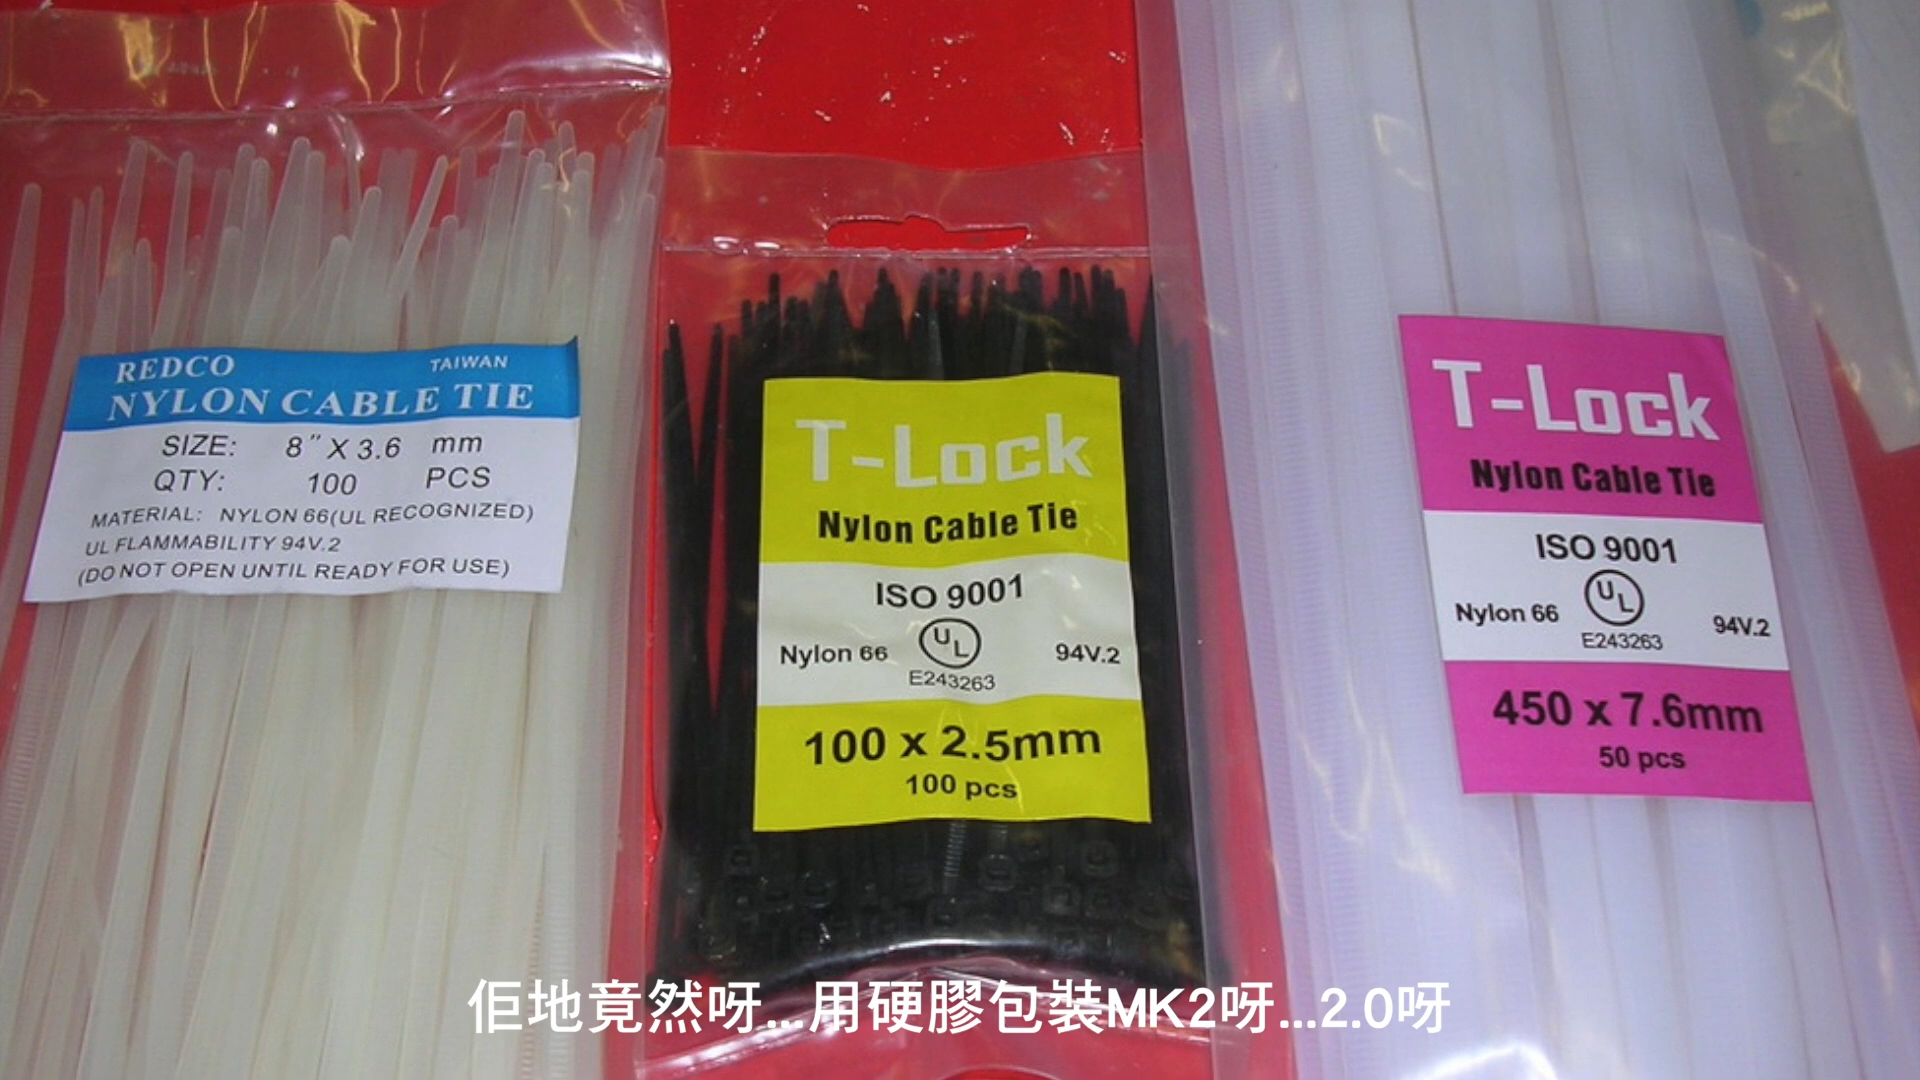 REDCO TAIWAN
NYLON CABLE TIE
SIZE: 8" X 3.6 mm
QTY: 100 PCS
MATERIAL: NYLON 66(UL RECOGNIZED)
UL FLAMMABILITY 94V.2
(DO NOT OPEN UNTIL READY FOR USE)
T-Lock
Nylon Cable Tie
ISO 9001
Nylon 66 UL 94V.2
E243263
100 x 2.5mm
100 pcs
T-Lock
Nylon Cable Tie
ISO 9001
Nylon 66 UL 94V.2
E243263
450 x 7.6mm
50 pcs
佢地竟然呀...用硬膠包裝MK2呀...2.0呀